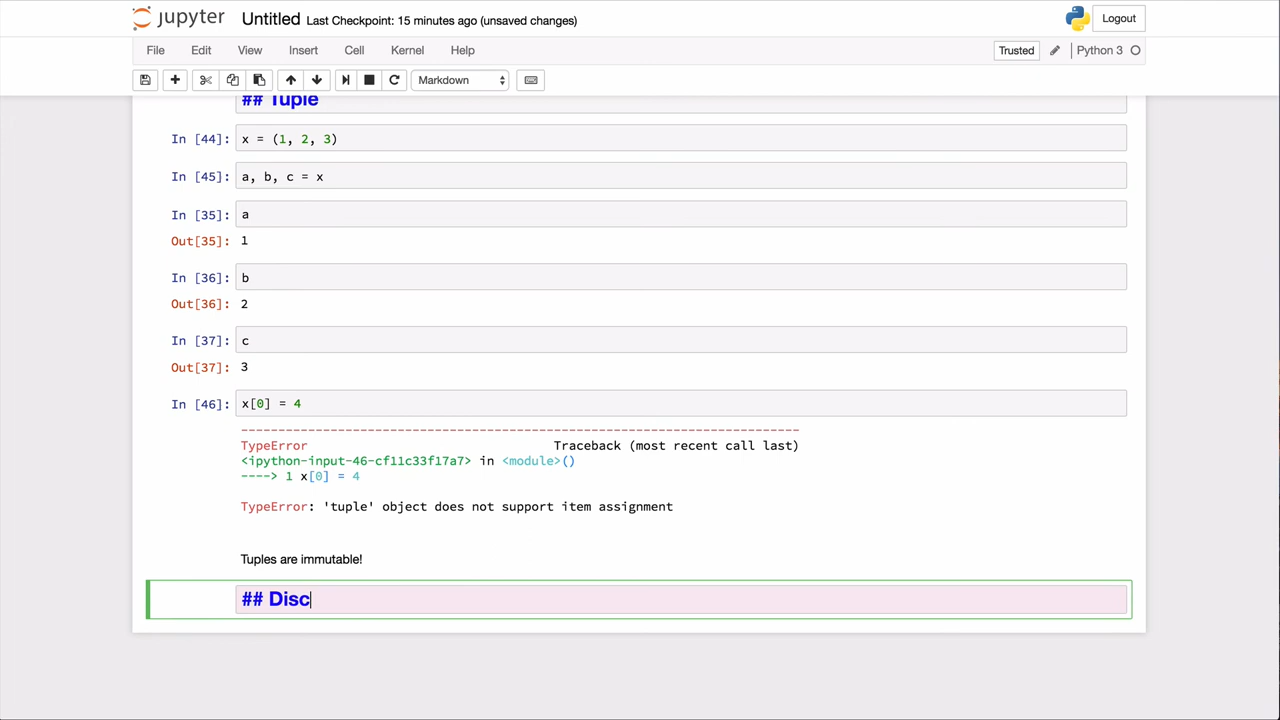 jupyter Untitled Last Checkpoint: 15 minutes ago (unsaved changes)
Logout
File Edit View Insert Cell Kernel Help
Trusted Python 3
Markdown
## Tuple
In [44]: x = (1, 2, 3)
In [45]: a, b, c = x
In [35]: a
Out[35]: 1
In [36]: b
Out[36]: 2
In [37]: c
Out[37]: 3
In [46]: x[0] = 4
---------------------------------------------------------------------------
TypeError Traceback (most recent call last)
<ipython-input-46-cf11c33f17a7> in <module>()
----> 1 x[0] = 4
TypeError: 'tuple' object does not support item assignment
Tuples are immutable!
## Disc